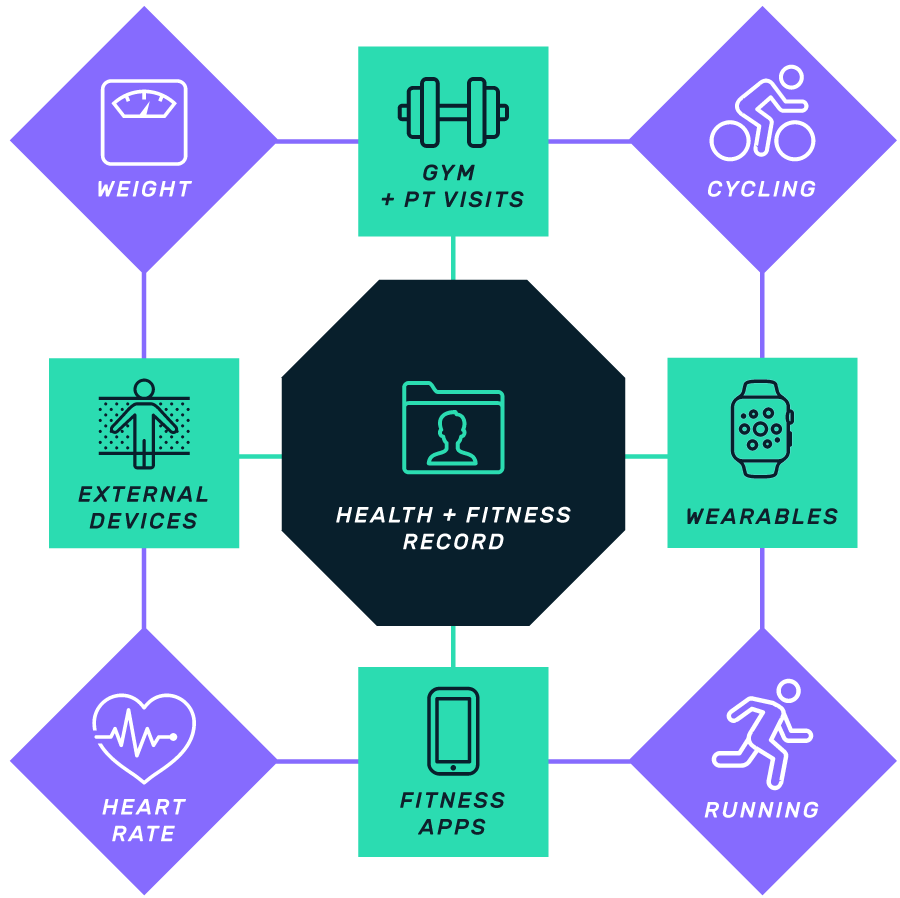 WEIGHT
GYM
+ PT VISITS
CYCLING
EXTERNAL
DEVICES
HEALTH + FITNESS
RECORD
WEARABLES
HEART
RATE
FITNESS
APPS
RUNNING